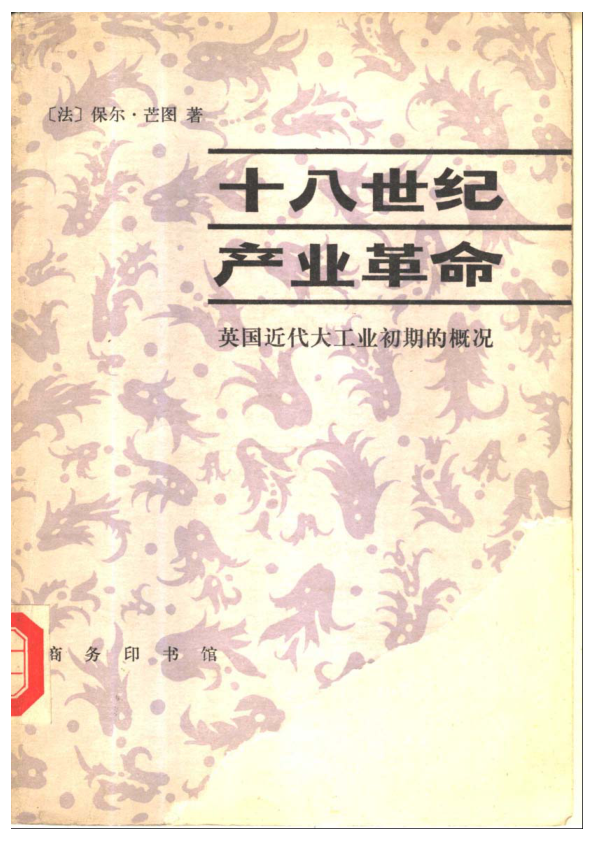 〔法〕保尔·芒图 著
十八世纪
产业革命
英国近代大工业初期的概况
商务印书馆